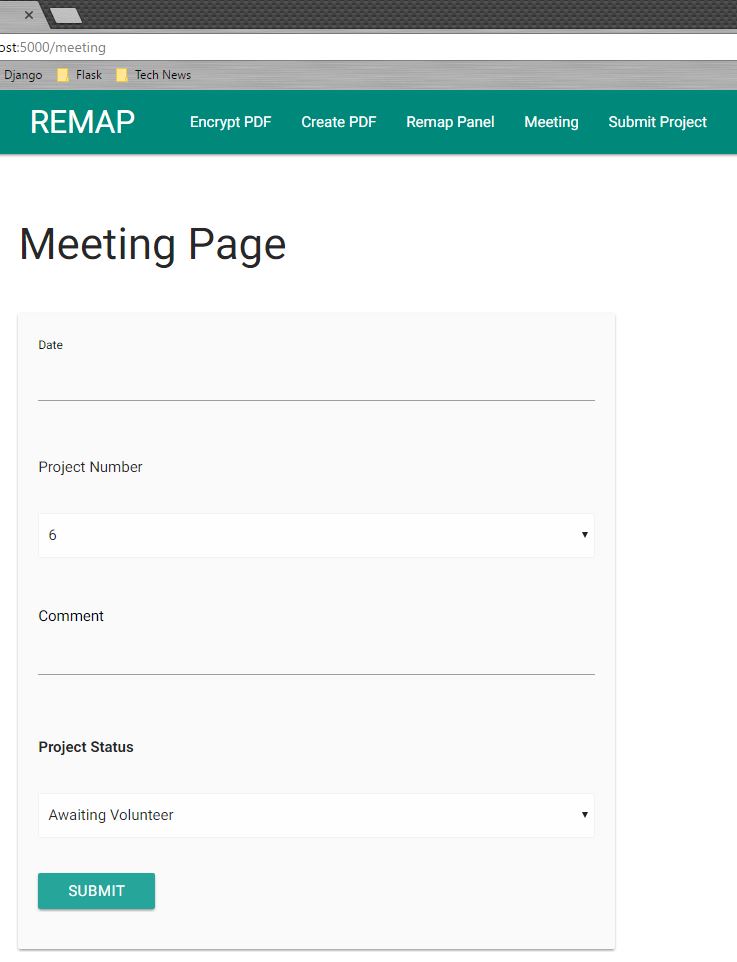 ost:5000/meeting
Django Flask Tech News
REMAP Encrypt PDF Create PDF Remap Panel Meeting Submit Project
Meeting Page
Date
Project Number
6
Comment
Project Status
Awaiting Volunteer
SUBMIT